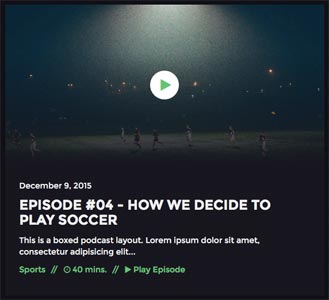 December 9, 2015
EPISODE #04 - HOW WE DECIDE TO
PLAY SOCCER
This is a boxed podcast layout. Lorem ipsum dolor sit amet,
consectetur adipisicing elit...
Sports // 40 mins. // Play Episode